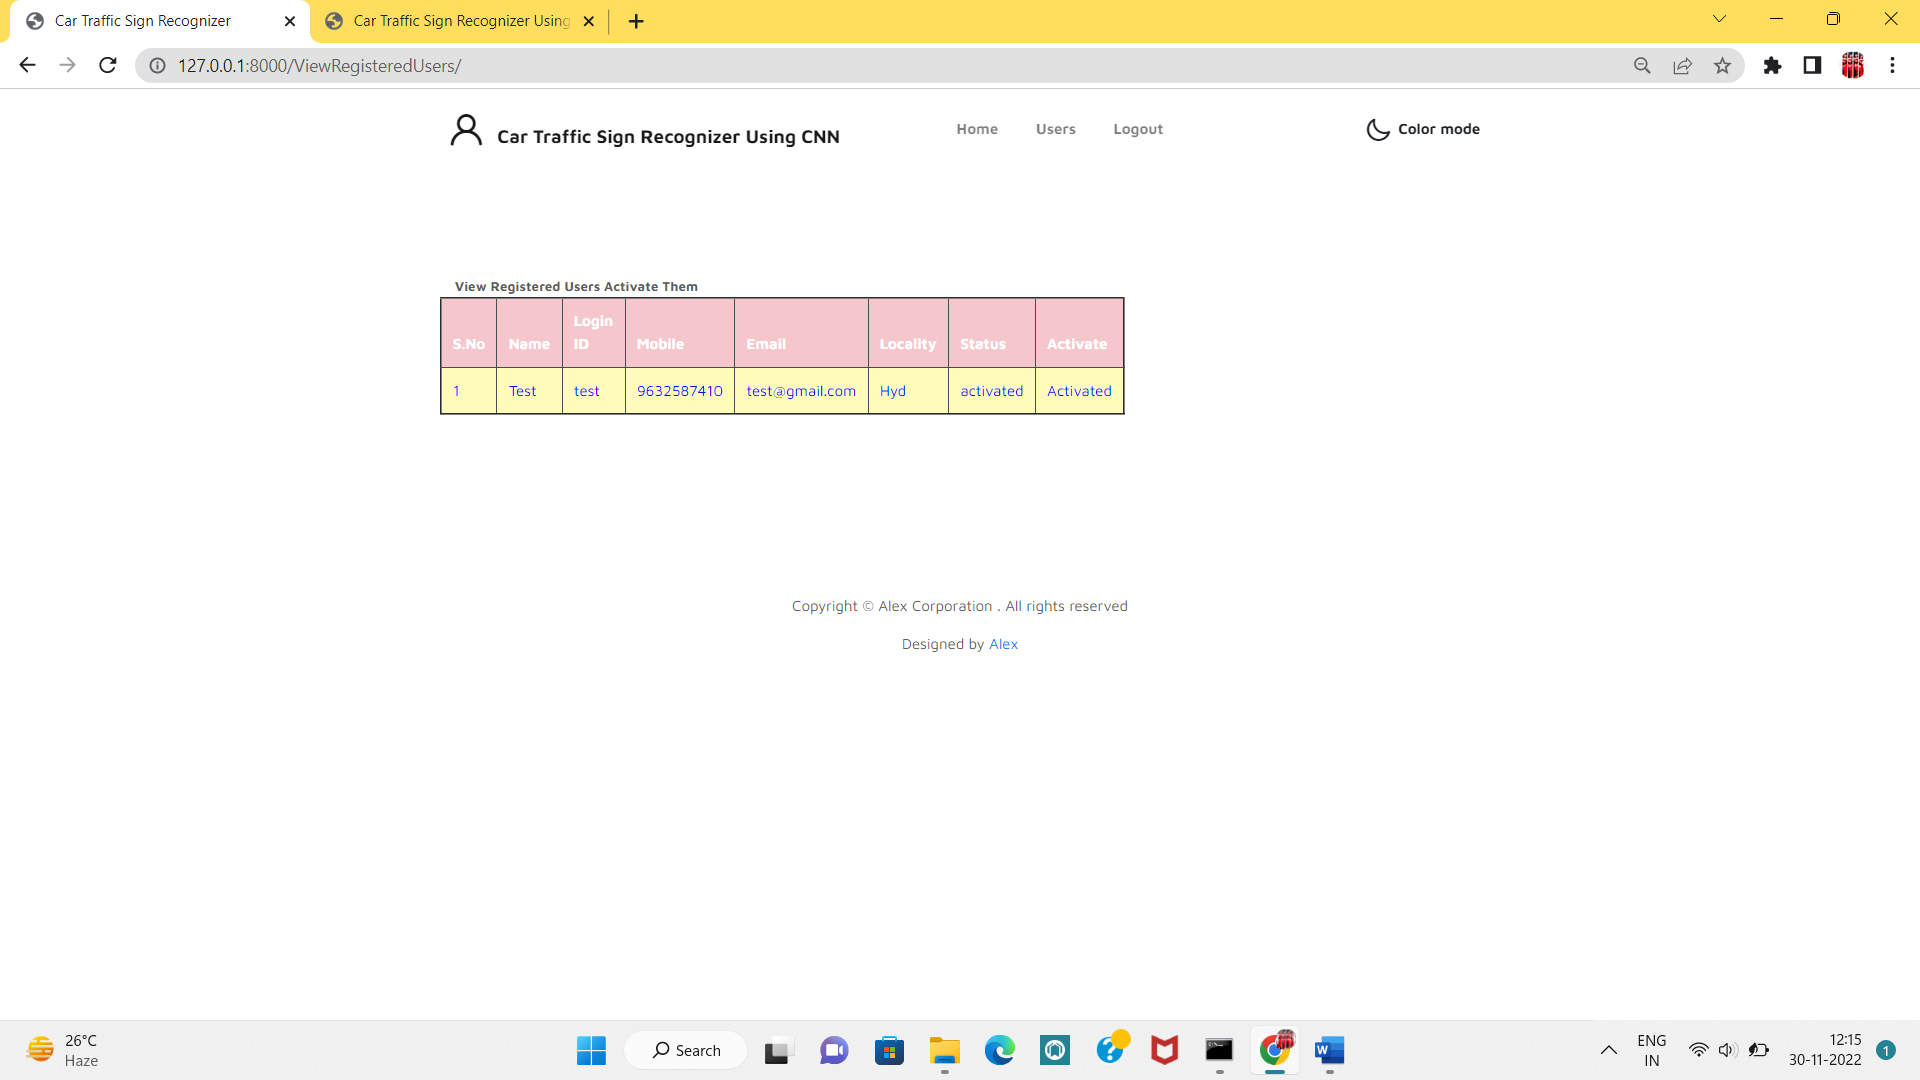 Car Traffic Sign Recognizer
Car Traffic Sign Recognizer Using
127.0.0.1:8000/ViewRegisteredUsers/
Car Traffic Sign Recognizer Using CNN
Home Users Logout
Color mode
View Registered Users Activate Them
S.No Name Login ID Mobile Email Locality Status Activate
1 Test test 9632587410 test@gmail.com Hyd activated Activated
Copyright © Alex Corporation . All rights reserved
Designed by Alex
26°C
Haze
Search
ENG
IN
12:15
30-11-2022
1